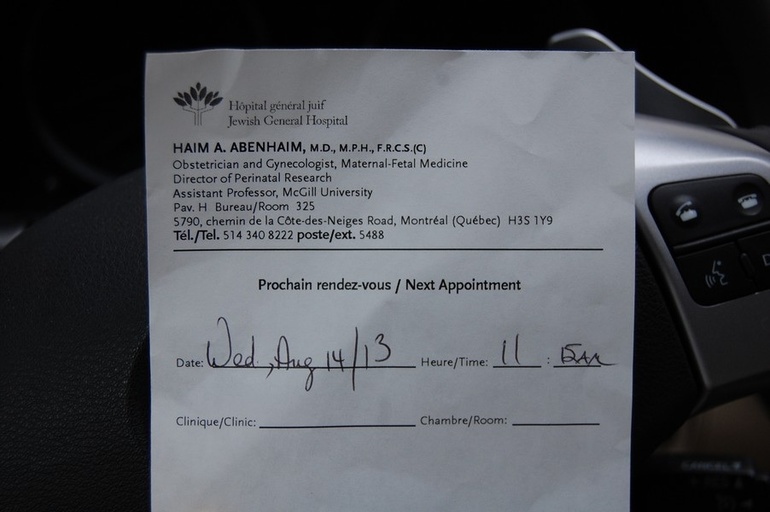 Hôpital général juif
Jewish General Hospital
HAIM A. ABENHAIM, M.D., M.P.H., F.R.C.S.(C)
Obstetrician and Gynecologist, Maternal-Fetal Medicine
Director of Perinatal Research
Assistant Professor, McGill University
Pav. H Bureau/Room 325
5790, chemin de la Côte-des-Neiges Road, Montréal (Québec) H3S 1Y9
Tél./Tel. 514 340 8222 poste/ext. 5488
Prochain rendez-vous / Next Appointment
Date: Wed, Aug 14/13 Heure/Time: 11 : 15AM
Clinique/Clinic: Chambre/Room:
CANCEL